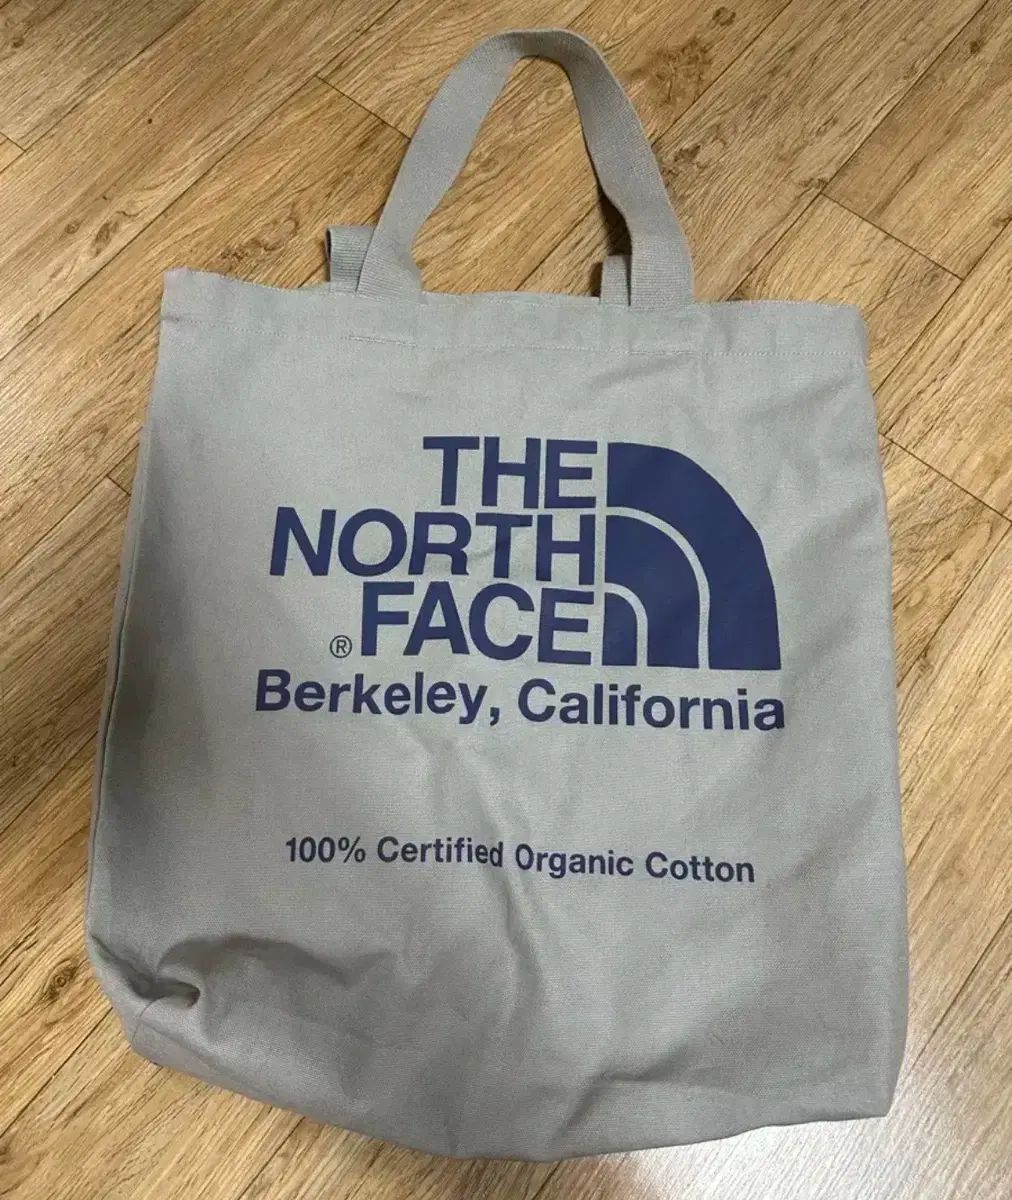 THE
NORTH
® FACE
Berkeley, California
100% Certified Organic Cotton